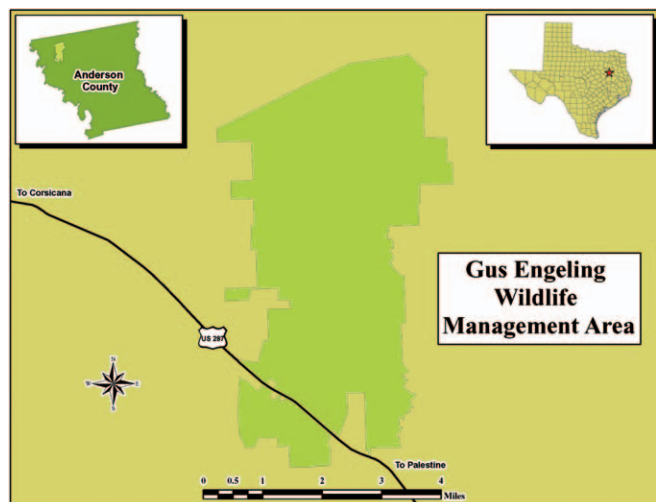 Anderson
County
To Corsicana
Gus Engeling
Wildlife
Management Area
US 287
N
W
E
S
To Palestine
0 0.5 1 2 3 4
Miles